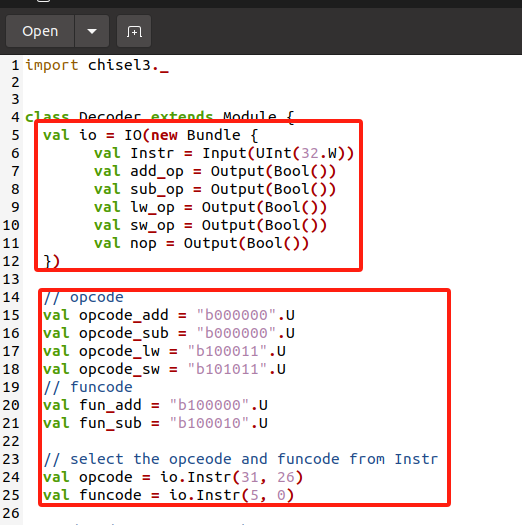 Open
1 import chisel3._
2
3
4 class Decoder extends Module {
5 val io = IO(new Bundle {
6 val Instr = Input(UInt(32.W))
7 val add_op = Output(Bool())
8 val sub_op = Output(Bool())
9 val lw_op = Output(Bool())
10 val sw_op = Output(Bool())
11 val nop = Output(Bool())
12 })
13
14 // opcode
15 val opcode_add = "b000000".U
16 val opcode_sub = "b000000".U
17 val opcode_lw = "b100011".U
18 val opcode_sw = "b101011".U
19 // funcode
20 val fun_add = "b100000".U
21 val fun_sub = "b100010".U
22
23 // select the opceode and funcode from Instr
24 val opcode = io.Instr(31, 26)
25 val funcode = io.Instr(5, 0)
26